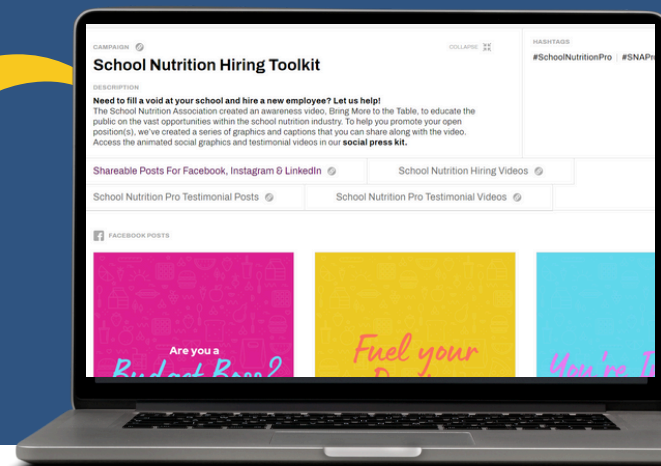 CAMPAIGN
COLLAPSE
HASHTAGS
School Nutrition Hiring Toolkit
#SchoolNutritionPro | #SNAPr
DESCRIPTION
Need to fill a void at your school and hire a new employee? Let us help!
The School Nutrition Association created an awareness video, Bring More to the Table, to educate the
public on the vast opportunities within the school nutrition industry. To help you promote your open
position(s), we've created a series of graphics and captions that you can share along with the video.
Access the animated social graphics and testimonial videos in our social press kit.
Shareable Posts For Facebook, Instagram & LinkedIn
School Nutrition Hiring Videos
School Nutrition Pro Testimonial Posts
School Nutrition Pro Testimonial Videos
FACEBOOK POSTS
Are you a
Budget Boss?
Fuel your
You're I